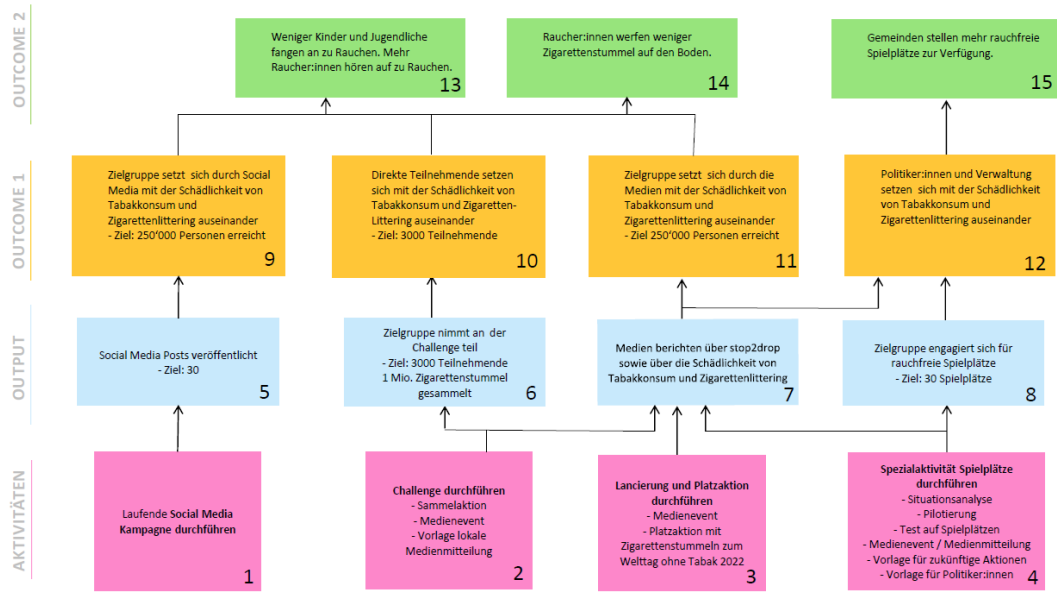 OUTCOME 2
Weniger Kinder und Jugendliche
fangen an zu Rauchen. Mehr
Raucher:innen hören auf zu Rauchen.
13
Raucher:innen werfen weniger
Zigarettenstummel auf den Boden.
14
Gemeinden stellen mehr rauchfreie
Spielplätze zur Verfügung.
15
OUTCOME 1
Zielgruppe setzt sich durch Social
Media mit der Schädlichkeit von
Tabakkonsum und
Zigarettenlittering auseinander
- Ziel: 250‘000 Personen erreicht
9
Direkte Teilnehmende setzen
sich mit der Schädlichkeit von
Tabakkonsum und Zigaretten-
Littering auseinander
- Ziel: 3000 Teilnehmende
10
Zielgruppe setzt sich durch die
Medien mit der Schädlichkeit von
Tabakkonsum und
Zigarettenlittering auseinander
- Ziel 250‘000 Personen erreicht
11
Politiker:innen und Verwaltung
setzen sich mit der Schädlichkeit
von Tabakkonsum und
Zigarettenlittering auseinander
12
OUTPUT
Social Media Posts veröffentlicht
- Ziel: 30
5
Zielgruppe nimmt an der
Challenge teil
- Ziel: 3000 Teilnehmende
1 Mio. Zigarettenstummel
gesammelt
6
Medien berichten über stop2drop
sowie über die Schädlichkeit von
Tabakkonsum und Zigarettenlittering
7
Zielgruppe engagiert sich für
rauchfreie Spielplätze
- Ziel: 30 Spielplätze
8
AKTIVITÄTEN
Laufende Social Media
Kampagne durchführen
1
Challenge durchführen
- Sammelaktion
- Medienevent
- Vorlage lokale
Medienmitteilung
2
Lancierung und Platzaktion
durchführen
- Medienevent
- Platzaktion mit
Zigarettenstummeln zum
Welttag ohne Tabak 2022
3
Spezialaktivität Spielplätze
durchführen
- Situationsanalyse
- Pilotierung
- Test auf Spielplätzen
- Medienevent / Medienmitteilung
- Vorlage für zukünftige Aktionen
- Vorlage für Politiker:innen
4